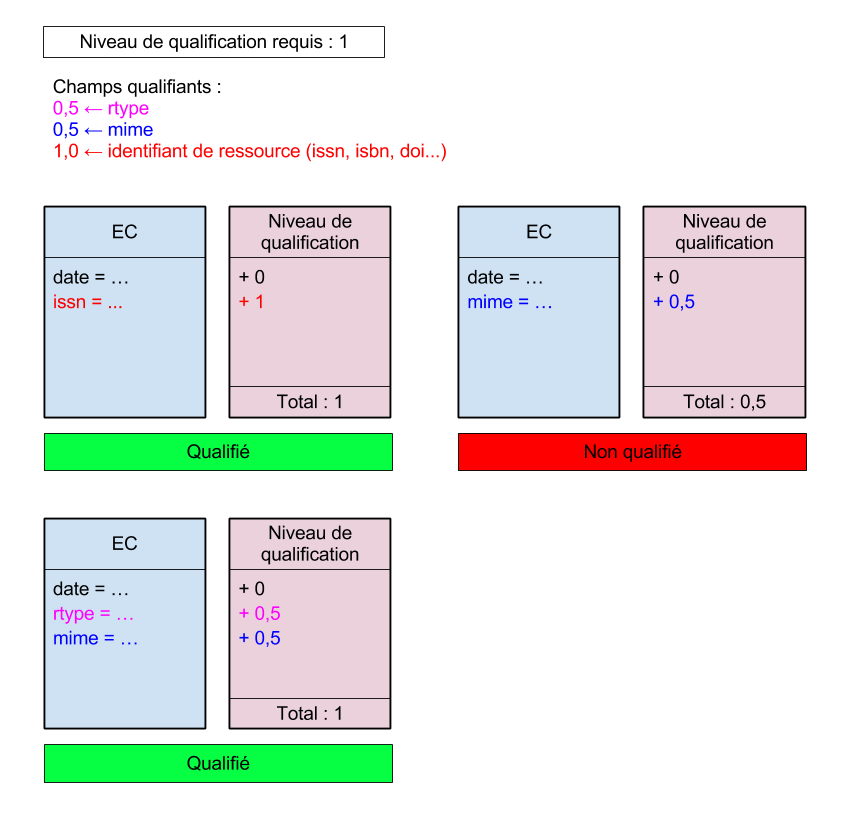 Niveau de qualification requis : 1
Champs qualifiants :
0,5 ← rtype
0,5 ← mime
1,0 ← identifiant de ressource (issn, isbn, doi...)
EC
Niveau de
qualification
date = …
+ 0
issn = ...
+ 1
Total : 1
Qualifié
EC
Niveau de
qualification
date = …
+ 0
mime = …
+ 0,5
Total : 0,5
Non qualifié
EC
Niveau de
qualification
date = …
+ 0
rtype = …
+ 0,5
mime = …
+ 0,5
Total : 1
Qualifié